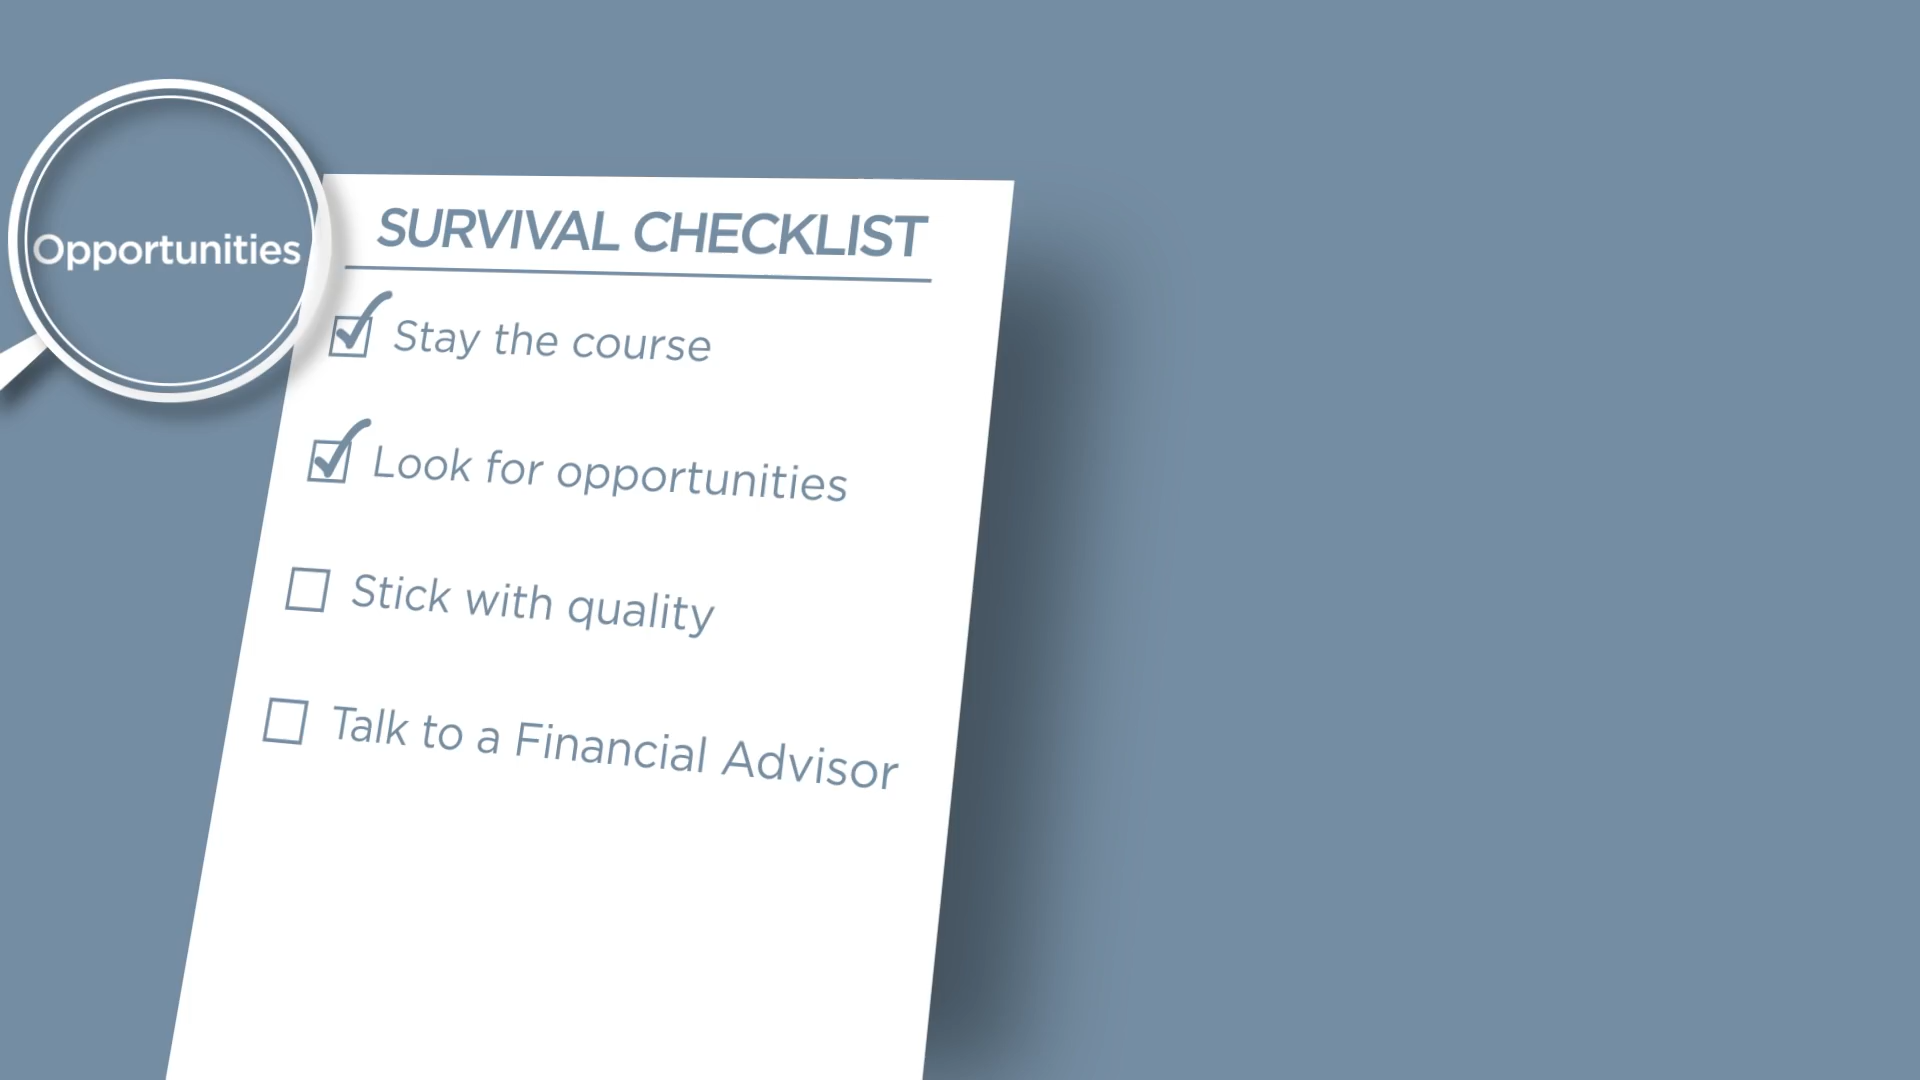 Opportunities
SURVIVAL CHECKLIST
Stay the course
Look for opportunities
Stick with quality
Talk to a Financial Advisor